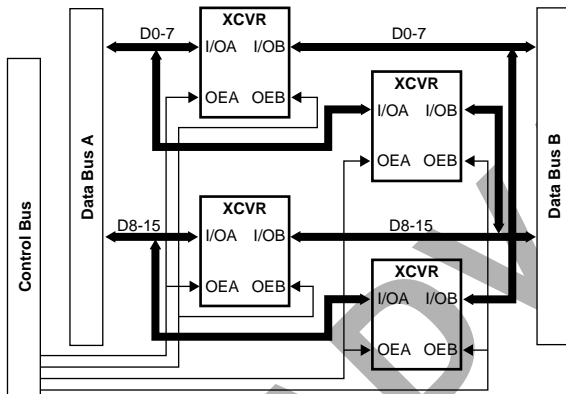 XCVR
D0-7
I/OA I/OB
D0-7
OEA OEB
XCVR
I/OA I/OB
OEA OEB
Control Bus
Data Bus A
Data Bus B
XCVR
D8-15
I/OA I/OB
D8-15
OEA OEB
XCVR
I/OA I/OB
OEA OEB